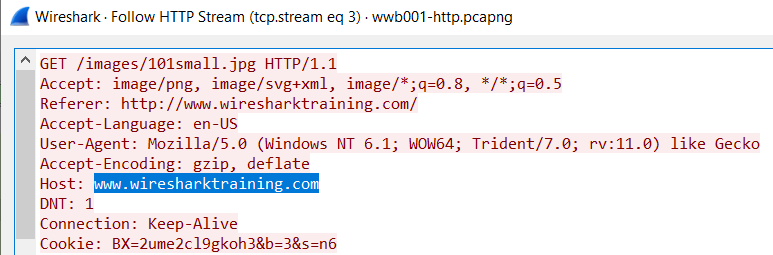 Wireshark · Follow HTTP Stream (tcp.stream eq 3) · wwb001-http.pcapng
GET /images/101small.jpg HTTP/1.1
Accept: image/png, image/svg+xml, image/*;q=0.8, */*;q=0.5
Referer: http://www.wiresharktraining.com/
Accept-Language: en-US
User-Agent: Mozilla/5.0 (Windows NT 6.1; WOW64; Trident/7.0; rv:11.0) like Gecko
Accept-Encoding: gzip, deflate
Host: www.wiresharktraining.com
DNT: 1
Connection: Keep-Alive
Cookie: BX=2ume2cl9gkoh3&b=3&s=n6